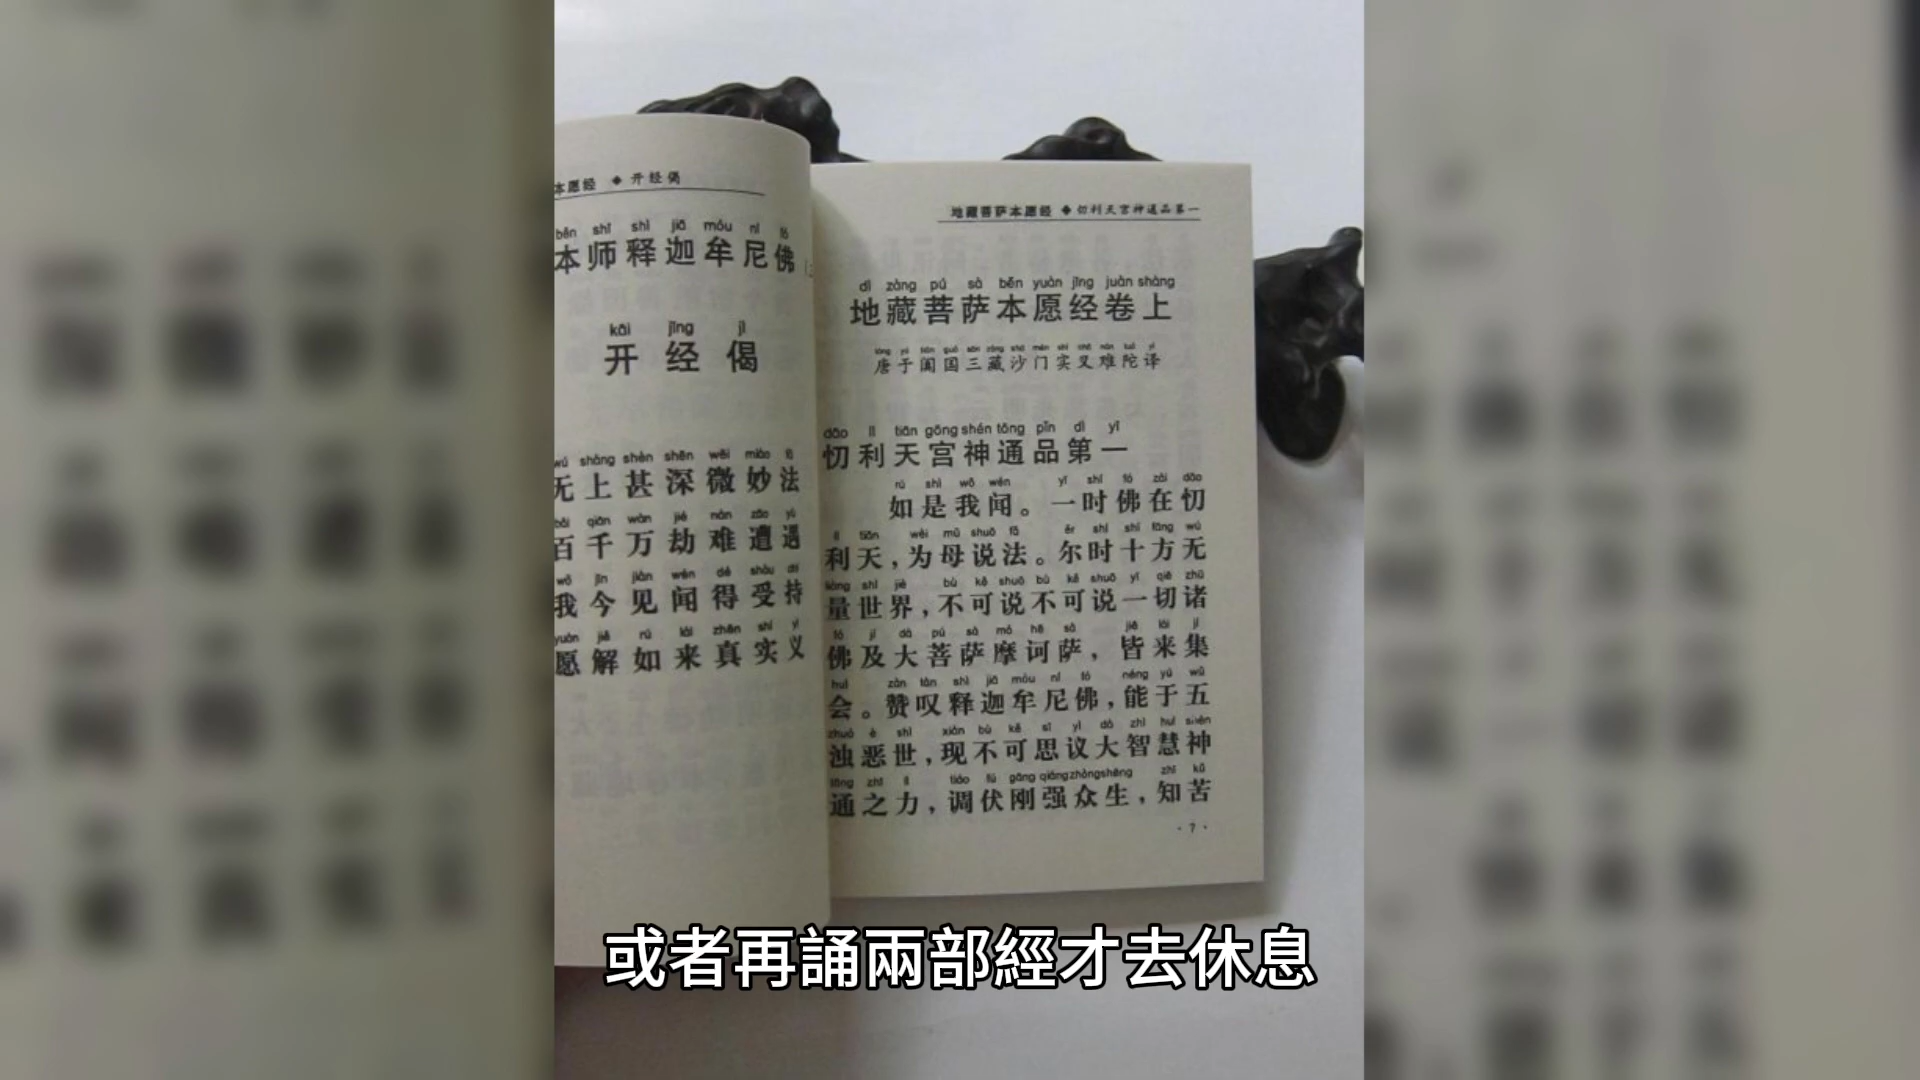 本愿经 ◆ 开经偈
běn shī shì jiā móu ní fó
本师释迦牟尼佛
kāi jīng jì
开经偈
wú shàng shèn shēn wēi miào fǎ
无上甚深微妙法
bǎi qiān wàn jié nán zāo yù
百千万劫难遭遇
wǒ jīn jiàn wén dé shòu chí
我今见闻得受持
yuàn jiě rú lái zhēn shí yì
愿解如来真实义
地藏菩萨本愿经 ◆ 忉利天宫神通品第一
dì zàng pú sà běn yuàn jīng juàn shàng
地藏菩萨本愿经卷上
唐于阗国三藏沙门实叉难陀译
dāo lì tiān gōng shén tōng pǐn dì yī
忉利天宫神通品第一
rú shì wǒ wén yī shí fó zài dāo
如是我闻。一时佛在忉
lì tiān wèi mǔ shuō fǎ ěr shí shí fāng wú
利天，为母说法。尔时十方无
liàng shì jiè bù kě shuō bù kě shuō yī qiè zhū
量世界，不可说不可说一切诸
fó jí dà pú sà mó hē sà jiē lái jí
佛及大菩萨摩诃萨，皆来集
huì zàn tàn shì jiā móu ní fó néng yú wǔ
会。赞叹释迦牟尼佛，能于五
zhuó è shì xiàn bù kě sī yì dà zhì huì shén
浊恶世，现不可思议大智慧神
tōng zhī lì tiáo fú gāng qiáng zhòng shēng zhī kǔ
通之力，调伏刚强众生，知苦
·7·
或者再誦兩部經才去休息